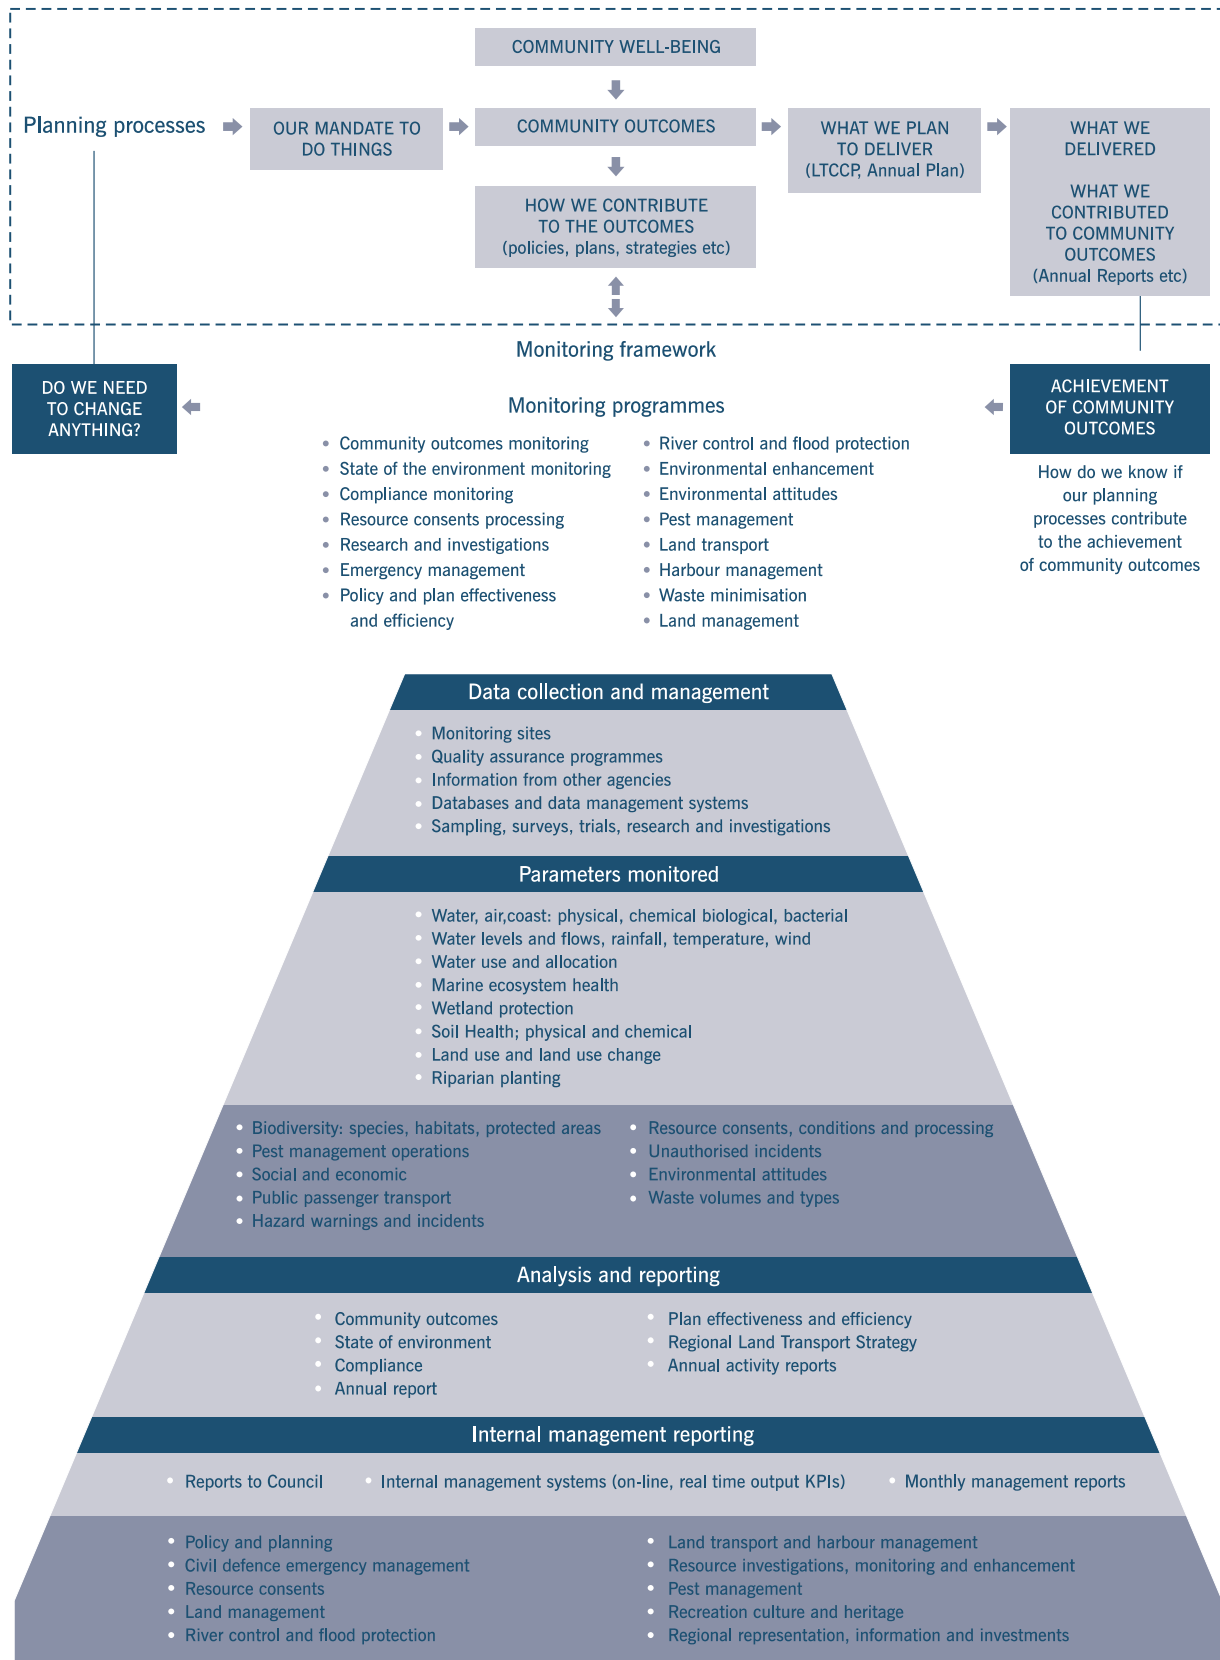 COMMUNITY WELL-BEING
Planning processes
OUR MANDATE TO
DO THINGS
COMMUNITY OUTCOMES
WHAT WE PLAN
TO DELIVER
(LTCCP, Annual Plan)
WHAT WE
DELIVERED
WHAT WE
CONTRIBUTED
TO COMMUNITY
OUTCOMES
(Annual Reports etc)
HOW WE CONTRIBUTE
TO THE OUTCOMES
(policies, plans, strategies etc)
Monitoring framework
DO WE NEED
TO CHANGE
ANYTHING?
Monitoring programmes
• Community outcomes monitoring
• State of the environment monitoring
• Compliance monitoring
• Resource consents processing
• Research and investigations
• Emergency management
• Policy and plan effectiveness
and efficiency
• River control and flood protection
• Environmental enhancement
• Environmental attitudes
• Pest management
• Land transport
• Harbour management
• Waste minimisation
• Land management
ACHIEVEMENT
OF COMMUNITY
OUTCOMES
How do we know if
our planning
processes contribute
to the achievement
of community outcomes
Data collection and management
• Monitoring sites
• Quality assurance programmes
• Information from other agencies
• Databases and data management systems
• Sampling, surveys, trials, research and investigations
Parameters monitored
• Water, air,coast: physical, chemical biological, bacterial
• Water levels and flows, rainfall, temperature, wind
• Water use and allocation
• Marine ecosystem health
• Wetland protection
• Soil Health; physical and chemical
• Land use and land use change
• Riparian planting
• Biodiversity: species, habitats, protected areas
• Pest management operations
• Social and economic
• Public passenger transport
• Hazard warnings and incidents
• Resource consents, conditions and processing
• Unauthorised incidents
• Environmental attitudes
• Waste volumes and types
Analysis and reporting
• Community outcomes
• State of environment
• Compliance
• Annual report
• Plan effectiveness and efficiency
• Regional Land Transport Strategy
• Annual activity reports
Internal management reporting
• Reports to Council
• Internal management systems (on-line, real time output KPIs)
• Monthly management reports
• Policy and planning
• Civil defence emergency management
• Resource consents
• Land management
• River control and flood protection
• Land transport and harbour management
• Resource investigations, monitoring and enhancement
• Pest management
• Recreation culture and heritage
• Regional representation, information and investments